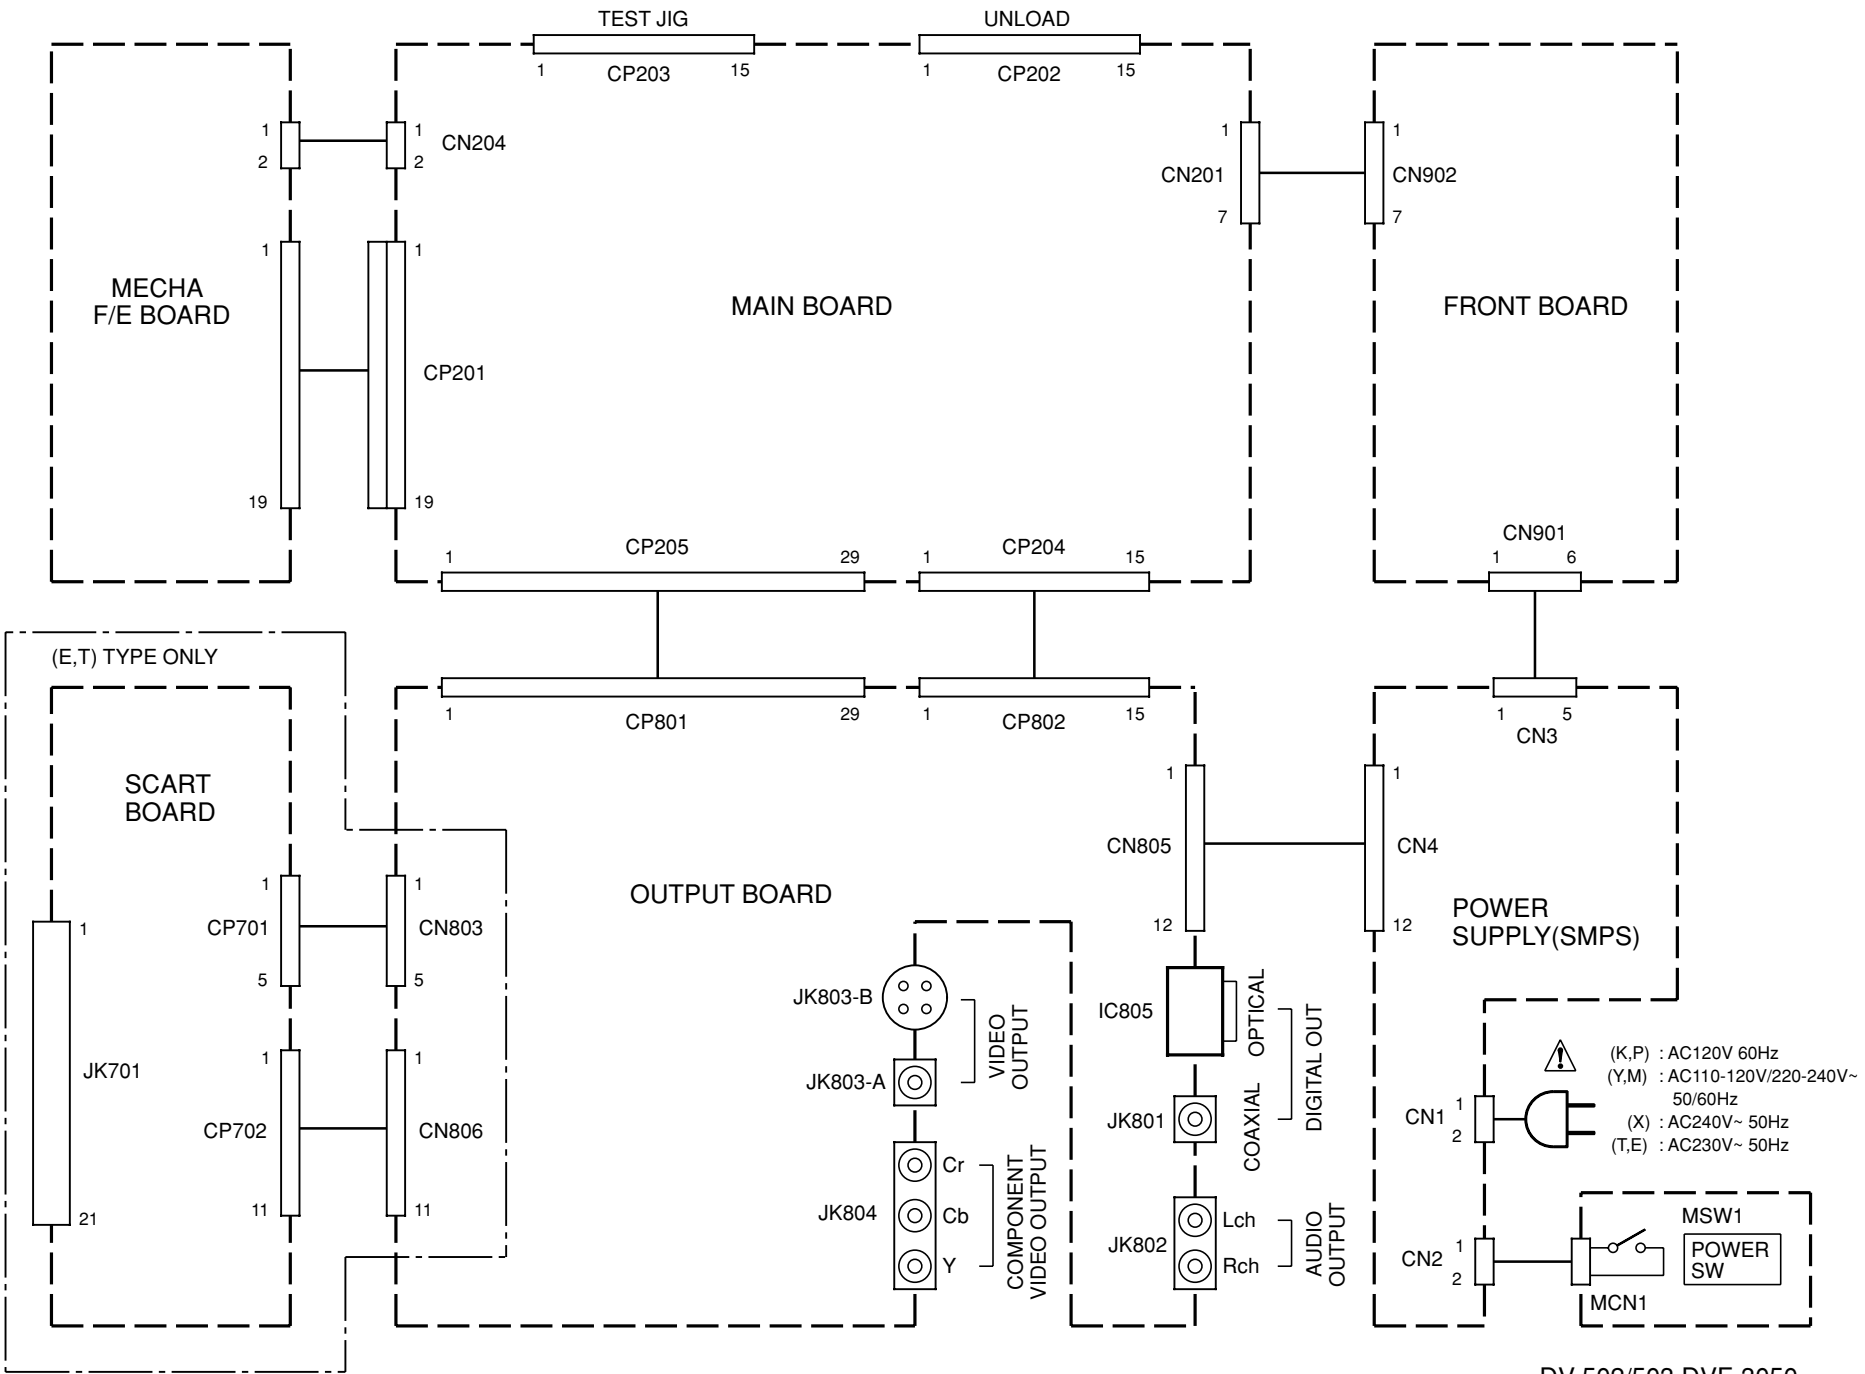 TEST JIG
UNLOAD
1 CP203 15
1 CP202 15
1
2
1
2
CN204
1
CN201
7
1
CN902
7
1
19
1
CP201
19
MECHA
F/E BOARD
MAIN BOARD
FRONT BOARD
1 CP205 29
1 CP204 15
CN901
1 6
(E,T) TYPE ONLY
1 CP801 29
1 CP802 15
1 5
CN3
SCART
BOARD
1
CN805
12
1
CN4
12
OUTPUT BOARD
POWER
SUPPLY(SMPS)
1
CP701
5
1
CN803
5
1
JK701
21
1
CP702
11
1
CN806
11
JK803-B
JK803-A
VIDEO
OUTPUT
JK804
Cr
Cb
Y
COMPONENT
VIDEO OUTPUT
IC805
OPTICAL
JK801
COAXIAL
DIGITAL OUT
JK802
Lch
Rch
AUDIO
OUTPUT
(K,P) : AC120V 60Hz
(Y,M) : AC110-120V/220-240V~
50/60Hz
(X) : AC240V~ 50Hz
(T,E) : AC230V~ 50Hz
CN1
1
2
CN2
1
2
MSW1
POWER
SW
MCN1